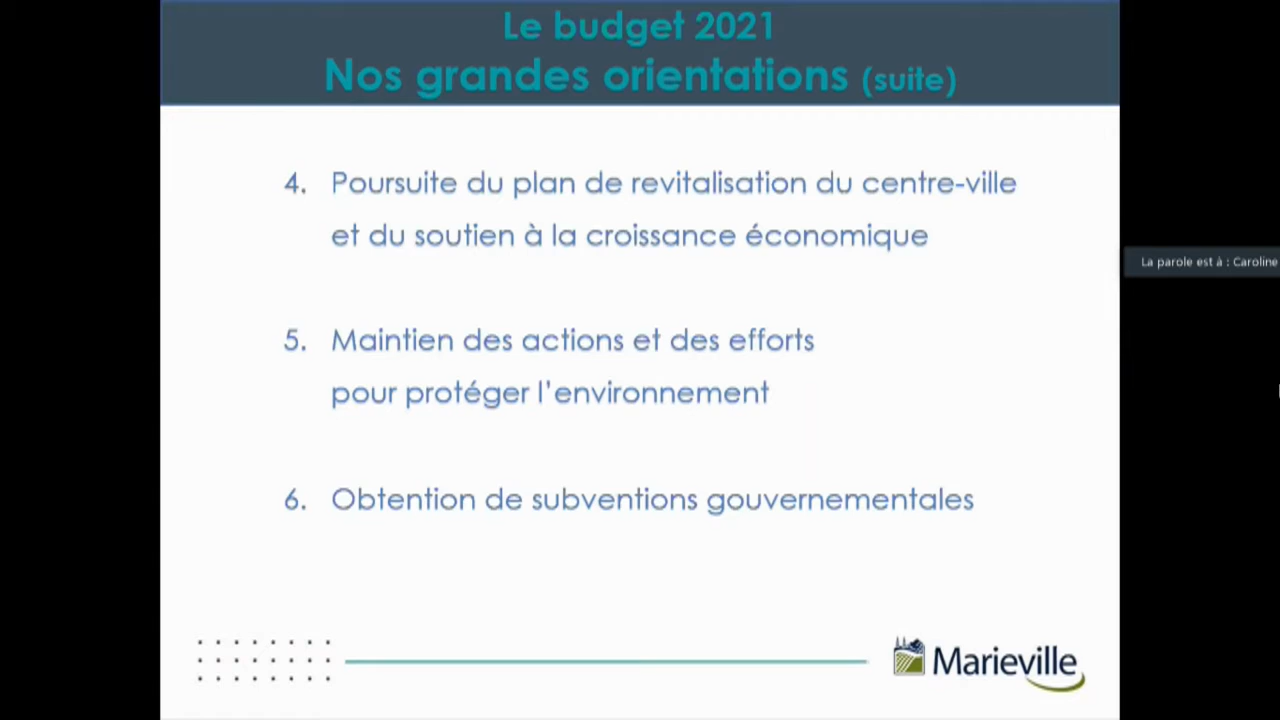 Le budget 2021
Nos grandes orientations (suite)
4. Poursuite du plan de revitalisation du centre-ville
et du soutien à la croissance économique
La parole est à : Caroline
5. Maintien des actions et des efforts
pour protéger l'environnement
6. Obtention de subventions gouvernementales
Marieville